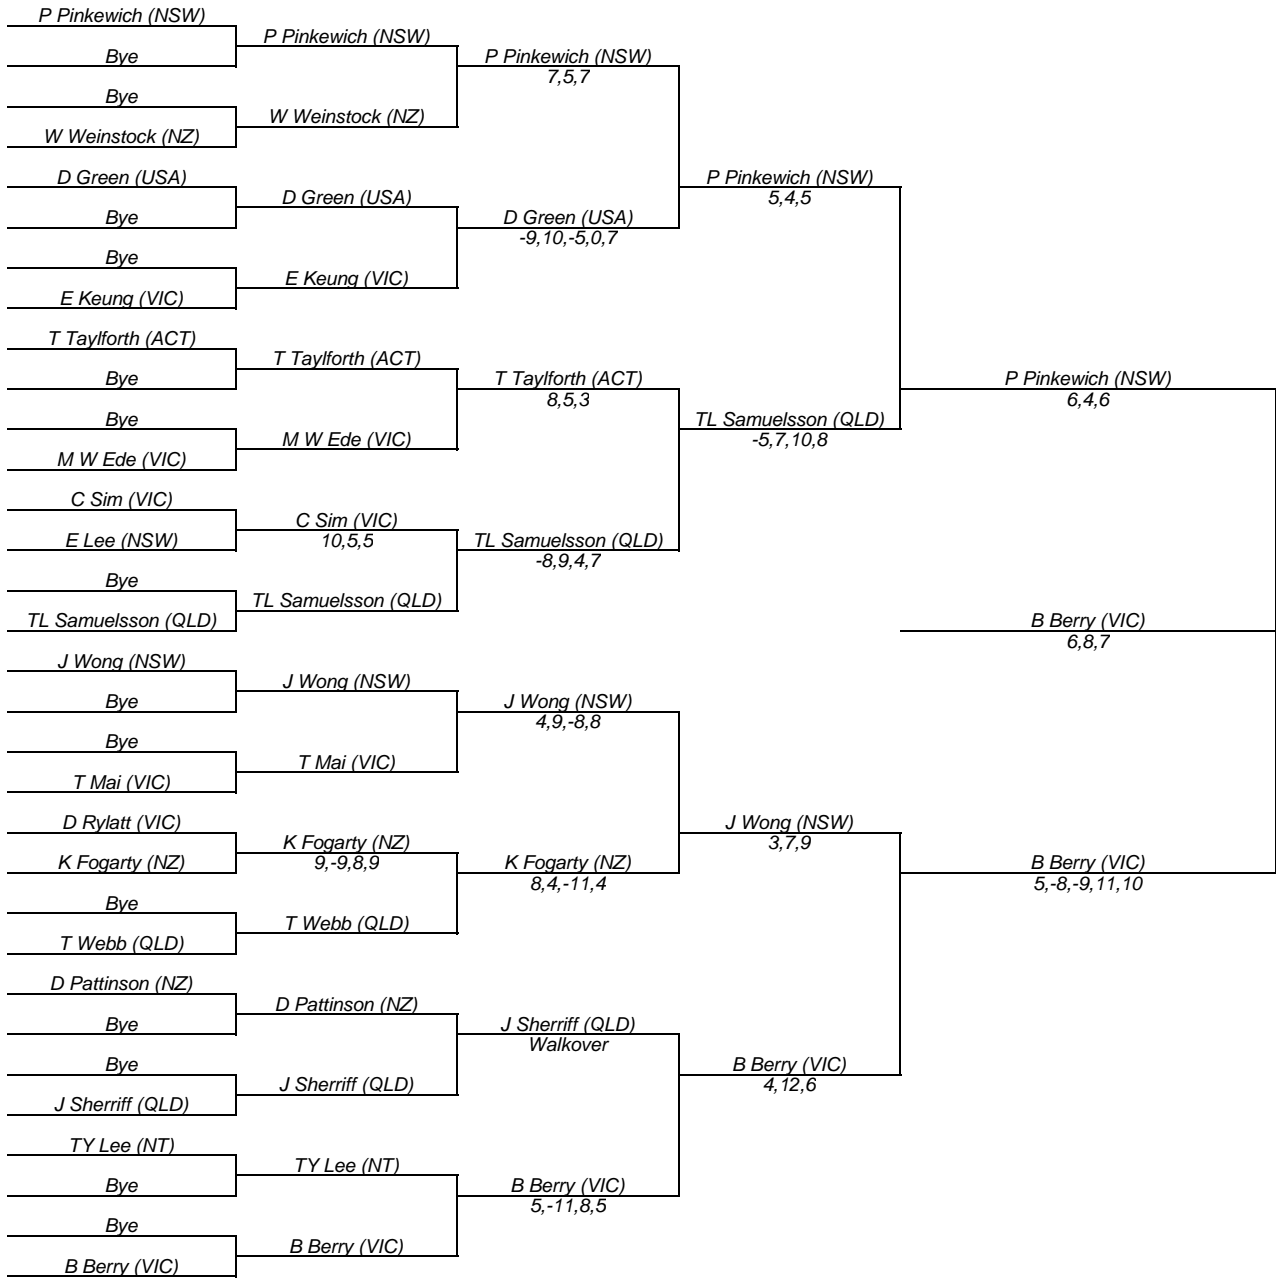 P Pinkewich (NSW)
Bye
Bye
W Weinstock (NZ)
D Green (USA)
Bye
Bye
E Keung (VIC)
T Taylforth (ACT)
Bye
Bye
M W Ede (VIC)
C Sim (VIC)
E Lee (NSW)
Bye
TL Samuelsson (QLD)
J Wong (NSW)
Bye
Bye
T Mai (VIC)
D Rylatt (VIC)
K Fogarty (NZ)
Bye
T Webb (QLD)
D Pattinson (NZ)
Bye
Bye
J Sherriff (QLD)
TY Lee (NT)
Bye
Bye
B Berry (VIC)
P Pinkewich (NSW)
W Weinstock (NZ)
D Green (USA)
E Keung (VIC)
T Taylforth (ACT)
M W Ede (VIC)
C Sim (VIC)
10,5,5
TL Samuelsson (QLD)
J Wong (NSW)
T Mai (VIC)
K Fogarty (NZ)
9,-9,8,9
T Webb (QLD)
D Pattinson (NZ)
J Sherriff (QLD)
TY Lee (NT)
B Berry (VIC)
P Pinkewich (NSW)
7,5,7
D Green (USA)
-9,10,-5,0,7
T Taylforth (ACT)
8,5,3
TL Samuelsson (QLD)
-8,9,4,7
J Wong (NSW)
4,9,-8,8
K Fogarty (NZ)
8,4,-11,4
J Sherriff (QLD)
Walkover
B Berry (VIC)
5,-11,8,5
P Pinkewich (NSW)
5,4,5
TL Samuelsson (QLD)
-5,7,10,8
J Wong (NSW)
3,7,9
B Berry (VIC)
4,12,6
P Pinkewich (NSW)
6,4,6
B Berry (VIC)
6,8,7
B Berry (VIC)
5,-8,-9,11,10